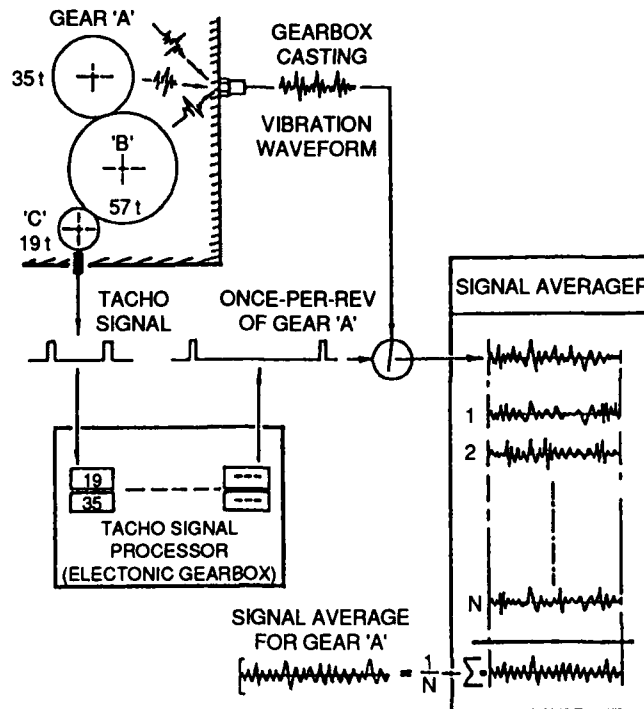 GEAR 'A'
35 t
'B'
57 t
'C'
19 t
GEARBOX
CASTING
VIBRATION
WAVEFORM
TACHO
SIGNAL
ONCE-PER-REV
OF GEAR 'A'
SIGNAL AVERAGER
1
2
N
19
35
TACHO SIGNAL
PROCESSOR
(ELECTONIC GEARBOX)
SIGNAL AVERAGE
FOR GEAR 'A'
= 1/N Σ